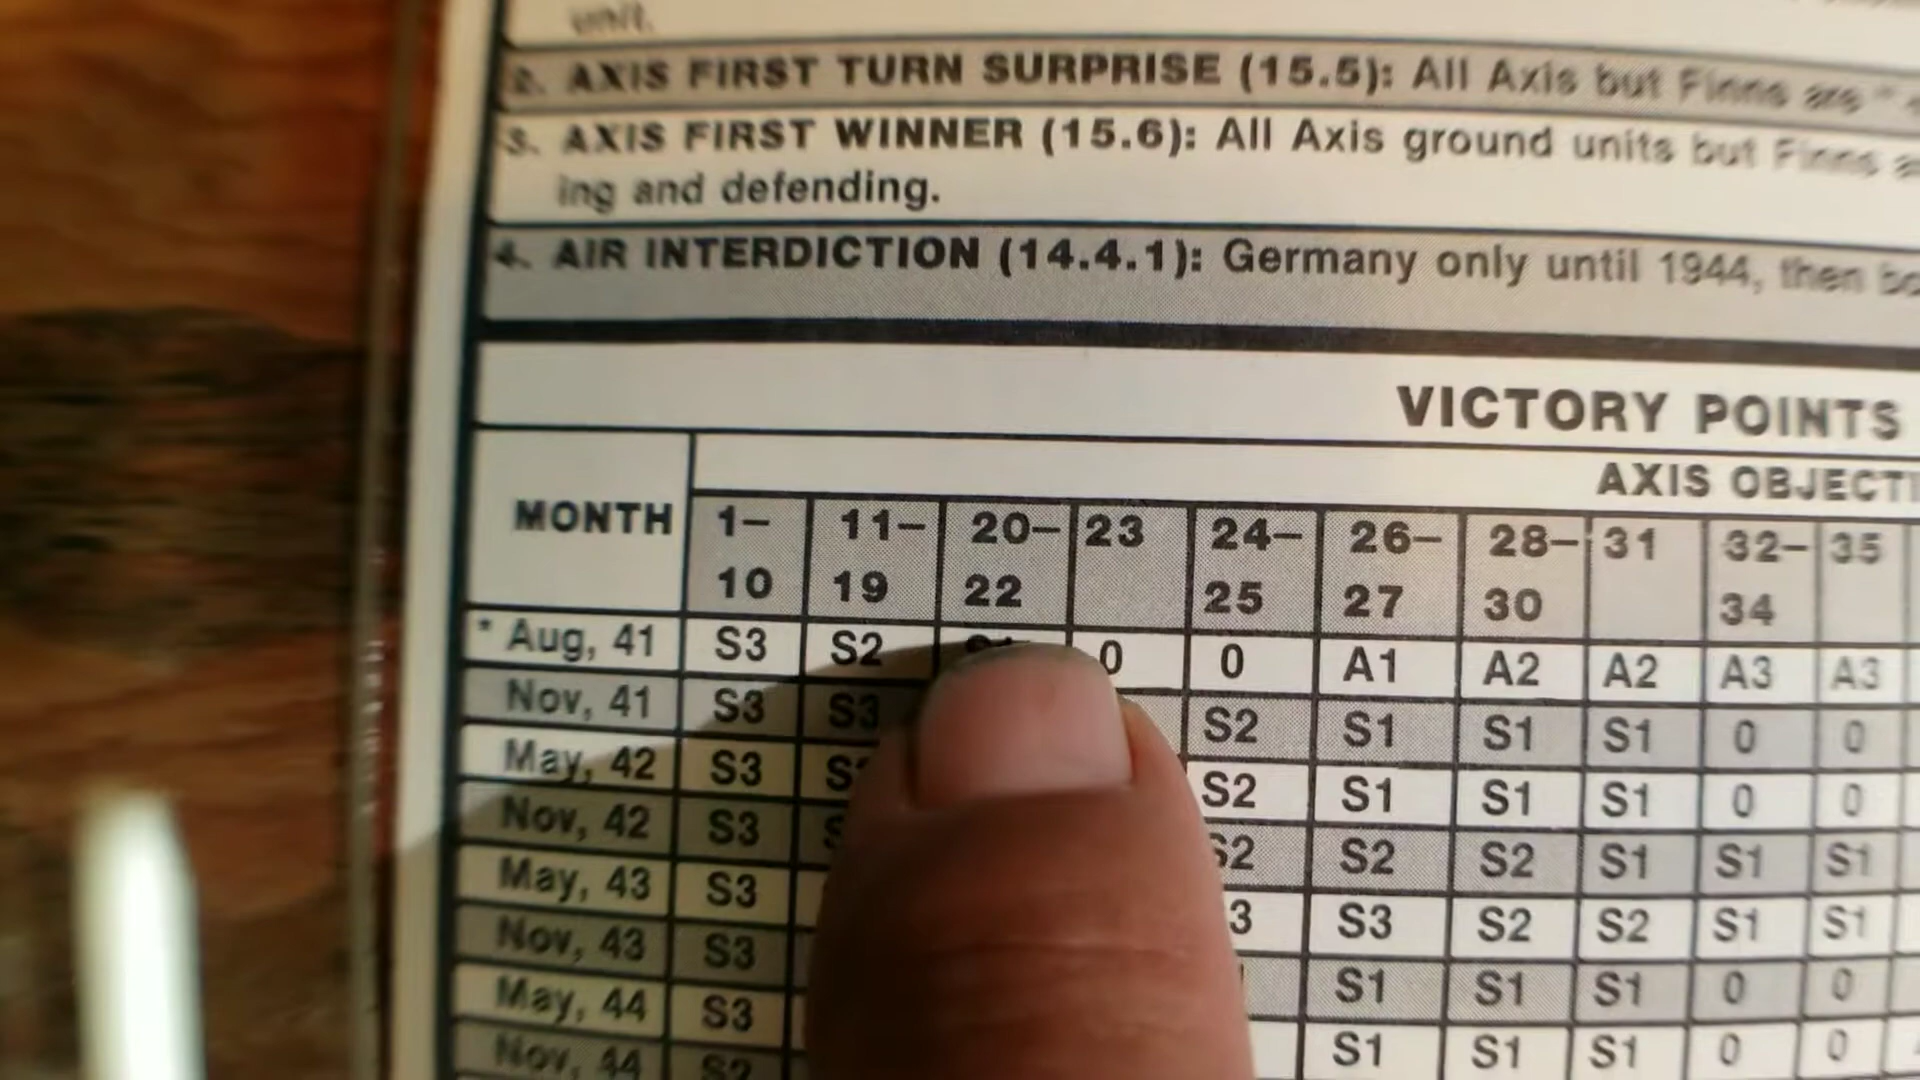 unit.
2. AXIS FIRST TURN SURPRISE (15.5): All Axis but Finns are "
3. AXIS FIRST WINNER (15.6): All Axis ground units but Finns
ing and defending.
4. AIR INTERDICTION (14.4.1): Germany only until 1944, then
VICTORY POINTS
AXIS OBJECTI
MONTH 1–10 11–19 20–22 23 24–25 26–27 28–30 31 32–34 35
* Aug, 41 S3 S2 0 0 A1 A2 A2 A3 A3
Nov, 41 S3 S3 S2 S1 S1 S1 0 0
May, 42 S3 S2 S1 S1 S1 0 0
Nov, 42 S3 S2 S2 S2 S1 S1 S1
May, 43 S3 3 S3 S2 S2 S1 S1
Nov, 43 S3 S1 S1 S1 0 0
May, 44 S3 S1 S1 S1 0 0
Nov, 44